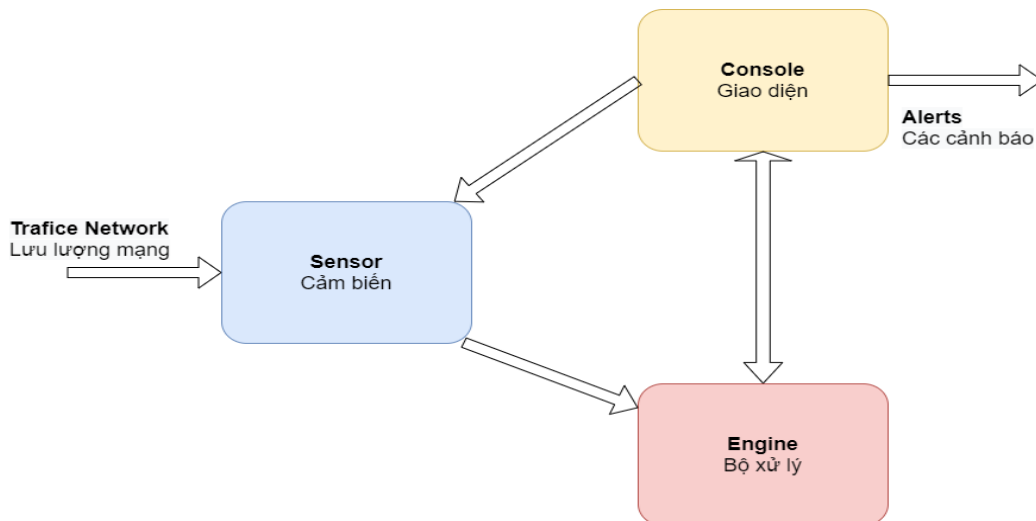 Console
Giao diện
Alerts
Các cảnh báo
Trafice Network
Lưu lượng mạng
Sensor
Cảm biến
Engine
Bộ xử lý